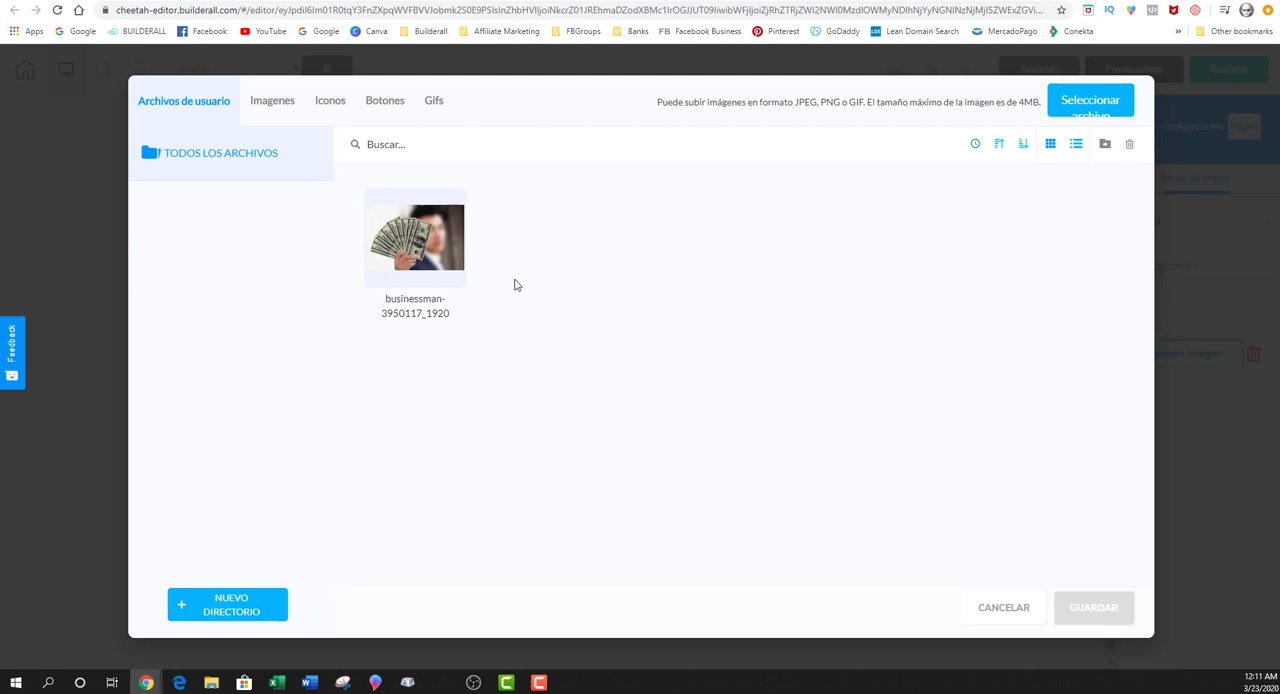 cheetah-editor.builderall.com/#/editor/
Apps Google BUILDERALL Facebook YouTube Google Canva Builderall Affiliate Marketing FBGroups Banks Facebook Business Pinterest GoDaddy Lean Domain Search MercadoPago Conekta » Other bookmarks
Archivos de usuario Imagenes Iconos Botones Gifs Puede subir imágenes en formato JPEG, PNG o GIF. El tamaño máximo de la imagen es de 4MB. Seleccionar
archivo
TODOS LOS ARCHIVOS Buscar...
businessman-
3950117_1920
Feedback
+ NUEVO
DIRECTORIO
CANCELAR GUARDAR
12:11 AM
3/23/2020